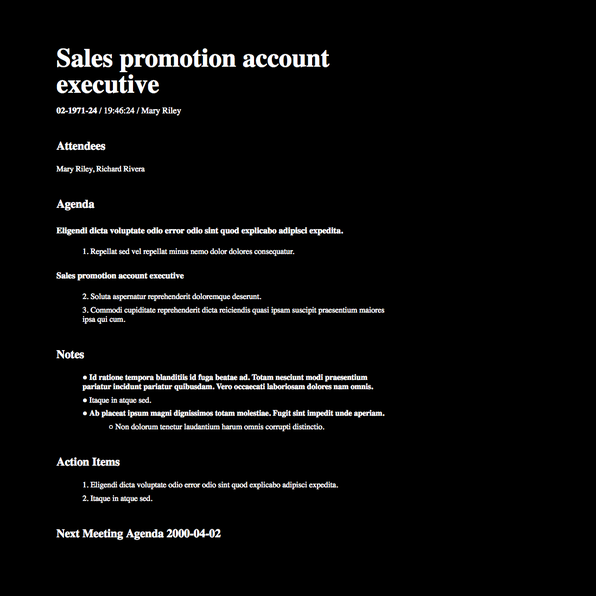 Sales promotion account
executive
02-1971-24 / 19:46:24 / Mary Riley
Attendees
Mary Riley, Richard Rivera
Agenda
Eligendi dicta voluptate odio error odio sint quod explicabo adipisci expedita.
1. Repellat sed vel repellat minus nemo dolor dolores consequatur.
Sales promotion account executive
2. Soluta aspernatur reprehenderit doloremque deserunt.
3. Commodi cupiditate reprehenderit dicta reiciendis quasi ipsam suscipit praesentium maiores
ipsa qui cum.
Notes
● Id ratione tempora blanditiis id fuga beatae ad. Totam nesciunt modi praesentium
pariatur incidunt pariatur quibusdam. Vero occaecati laboriosam dolores nam omnis.
● Itaque in atque sed.
● Ab placeat ipsum magni dignissimos totam molestiae. Fugit sint impedit unde aperiam.
○ Non dolorum tenetur laudantium harum omnis corrupti distinctio.
Action Items
1. Eligendi dicta voluptate odio error odio sint quod explicabo adipisci expedita.
2. Itaque in atque sed.
Next Meeting Agenda 2000-04-02